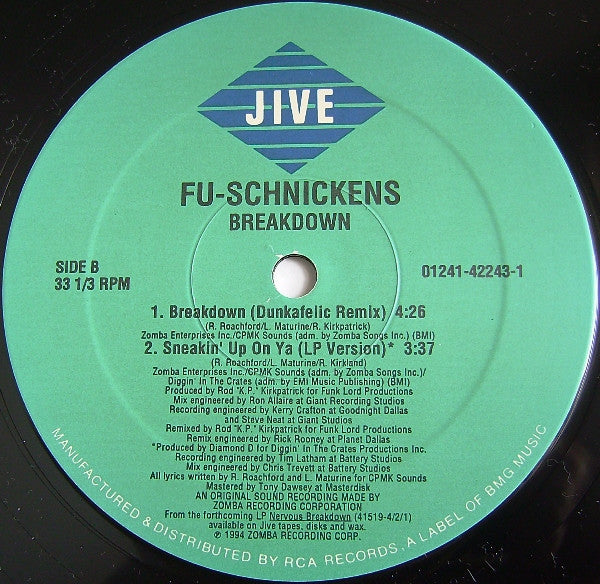 JIVE
FU-SCHNICKENS
BREAKDOWN
SIDE B
33 1/3 RPM
01241-42243-1
1. Breakdown (Dunkafelic Remix) 4:26
(R. Roachford/L. Maturine/R. Kirkpatrick)
Zomba Enterprises Inc./CPMK Sounds (adm. by Zomba Songs Inc.) (BMI)
2. Sneakin' Up On Ya (LP Version)* 3:37
(R. Roachford/L. Maturine/R. Kirkland)
Zomba Enterprises Inc./CPMK Sounds (adm. by Zomba Songs Inc.)/
Diggin' In The Crates (adm. by EMI Music Publishing) (BMI)
Produced by Rod "K.P." Kirkpatrick for Funk Lord Productions
Mix engineered by Ron Allaire at Giant Recording Studios
Recording engineered by Kerry Crafton at Goodnight Dallas
and Steve Neat at Giant Studios
Remixed by Rod "K.P." Kirkpatrick for Funk Lord Productions
Remix engineered by Rick Rooney at Planet Dallas
*Produced by Diamond D for Diggin' In The Crates Productions Inc.
Recording engineered by Tim Latham at Battery Studios
Mix engineered by Chris Trevett at Battery Studios
All lyrics written by R. Roachford and L. Maturine for CPMK Sounds
Mastered by Tony Dawsey at Masterdisk
AN ORIGINAL SOUND RECORDING MADE BY
ZOMBA RECORDING CORPORATION
From the forthcoming LP Nervous Breakdown (41519-4/2/1)
available on Jive tapes, disks and wax.
℗ 1994 ZOMBA RECORDING CORP.
MANUFACTURED & DISTRIBUTED BY RCA RECORDS, A LABEL OF BMG MUSIC